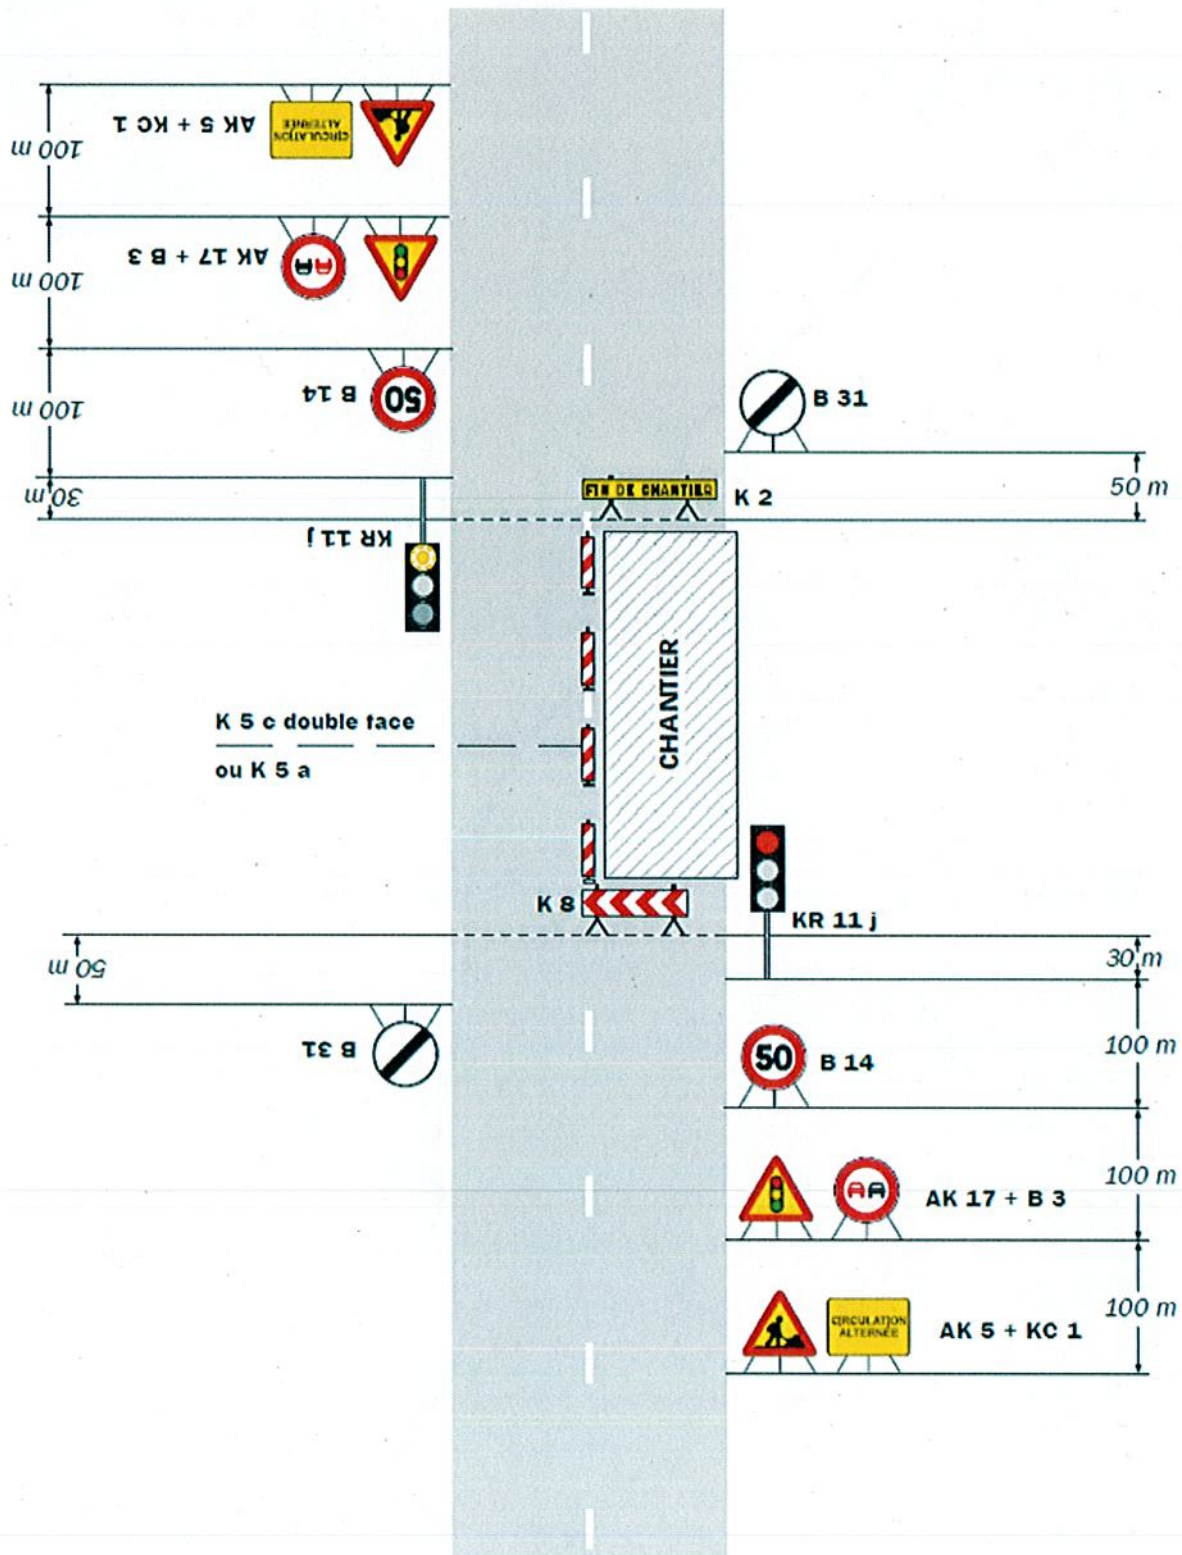 AK 5 + KC 1
CIRCULATION
ALTERNÉE
100 m
AK 17 + B 3
100 m
B 14
50
100 m
30 m
KR 11 j
B 31
50 m
FIN DE CHANTIER
K 2
CHANTIER
K 5 c double face
ou K 5 a
K 8
KR 11 j
50 m
30 m
B 31
50
B 14
100 m
AK 17 + B 3
100 m
CIRCULATION
ALTERNÉE
AK 5 + KC 1
100 m